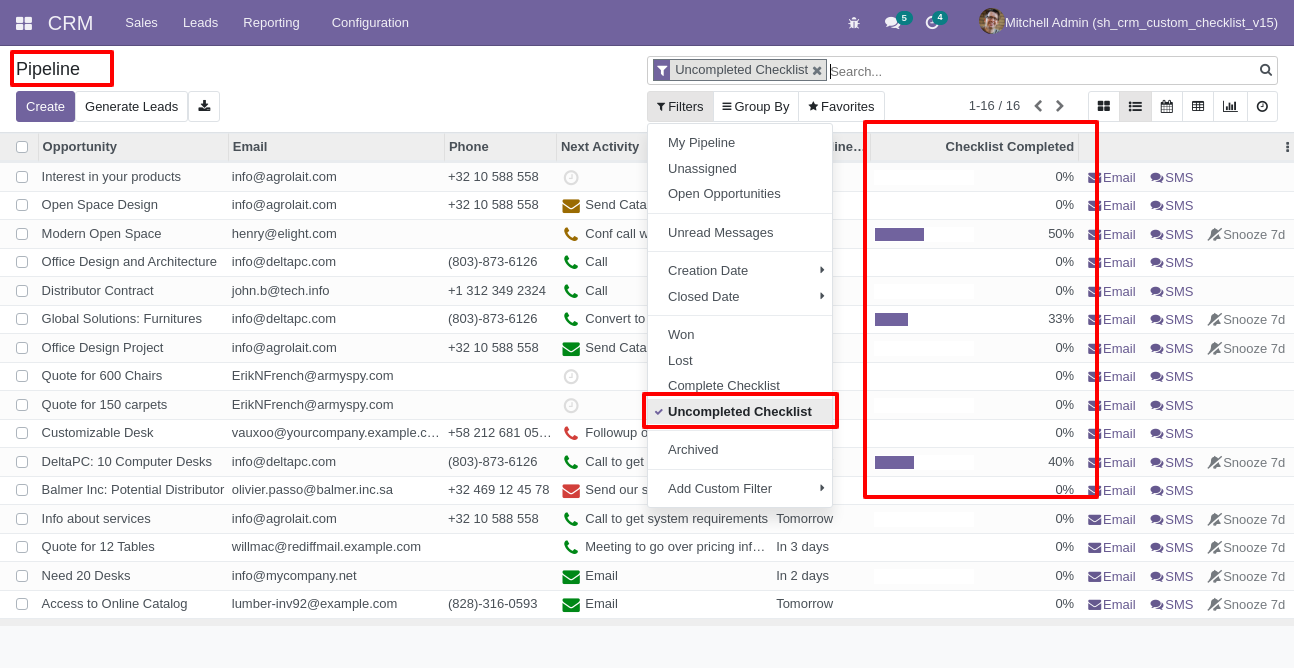 CRM Sales Leads Reporting Configuration 5 4 Mitchell Admin (sh_crm_custom_checklist_v15)
Pipeline
Uncompleted Checklist Search...
Create Generate Leads Filters Group By Favorites 1-16 / 16
Opportunity Email Phone Next Activity ine... Checklist Completed
Interest in your products info@agrolait.com +32 10 588 558 0% Email SMS
Open Space Design info@agrolait.com +32 10 588 558 Send Cata 0% Email SMS
Modern Open Space henry@elight.com Conf call w 50% Email SMS Snooze 7d
Office Design and Architecture info@deltapc.com (803)-873-6126 Call 0% Email SMS
Distributor Contract john.b@tech.info +1 312 349 2324 Call 0% Email SMS
Global Solutions: Furnitures info@deltapc.com (803)-873-6126 Convert to 33% Email SMS Snooze 7d
Office Design Project info@agrolait.com +32 10 588 558 Send Cata 0% Email SMS Snooze 7d
Quote for 600 Chairs ErikNFrench@armyspy.com 0% Email SMS
Quote for 150 carpets ErikNFrench@armyspy.com 0% Email SMS
Customizable Desk vauxoo@yourcompany.example.c... +58 212 681 05... Followup o 0% Email SMS
DeltaPC: 10 Computer Desks info@deltapc.com (803)-873-6126 Call to get 40% Email SMS Snooze 7d
Balmer Inc: Potential Distributor olivier.passo@balmer.inc.sa +32 469 12 45 78 Send our s 0% Email SMS
Info about services info@agrolait.com +32 10 588 558 Call to get system requirements Tomorrow 0% Email SMS Snooze 7d
Quote for 12 Tables willmac@rediffmail.example.com Meeting to go over pricing inf... In 3 days 0% Email SMS Snooze 7d
Need 20 Desks info@mycompany.net Email In 2 days 0% Email SMS Snooze 7d
Access to Online Catalog lumber-inv92@example.com (828)-316-0593 Email Tomorrow 0% Email SMS Snooze 7d
My Pipeline
Unassigned
Open Opportunities
Unread Messages
Creation Date
Closed Date
Won
Lost
Complete Checklist
Uncompleted Checklist
Archived
Add Custom Filter